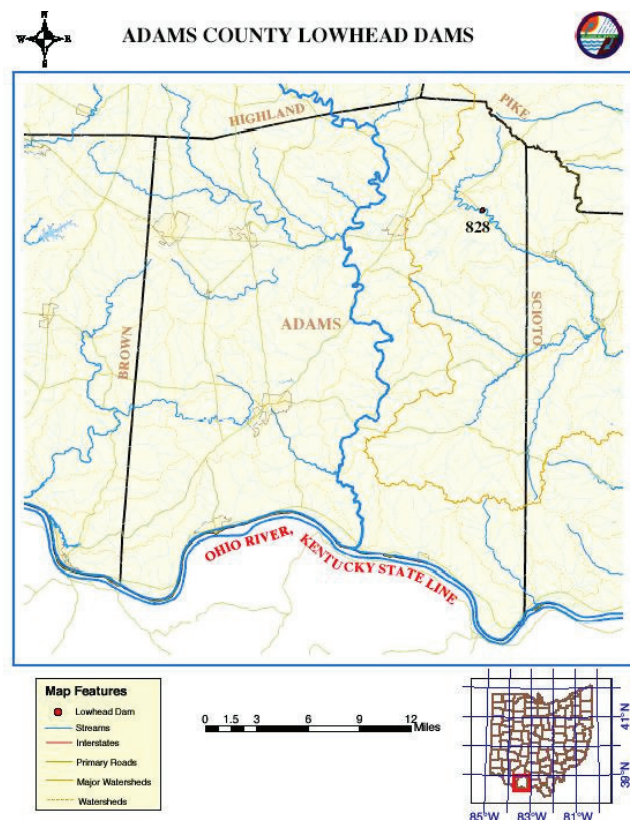 N
W E
S
ADAMS COUNTY LOWHEAD DAMS
HIGHLAND
PIKE
828
ADAMS
SCIOTO
BROWN
OHIO RIVER, KENTUCKY STATE LINE
Map Features
Lowhead Dam
Streams
Interstates
Primary Roads
Major Watersheds
Watersheds
0 1.5 3 6 9 12
Miles
41°N
39°N
85°W 83°W 81°W